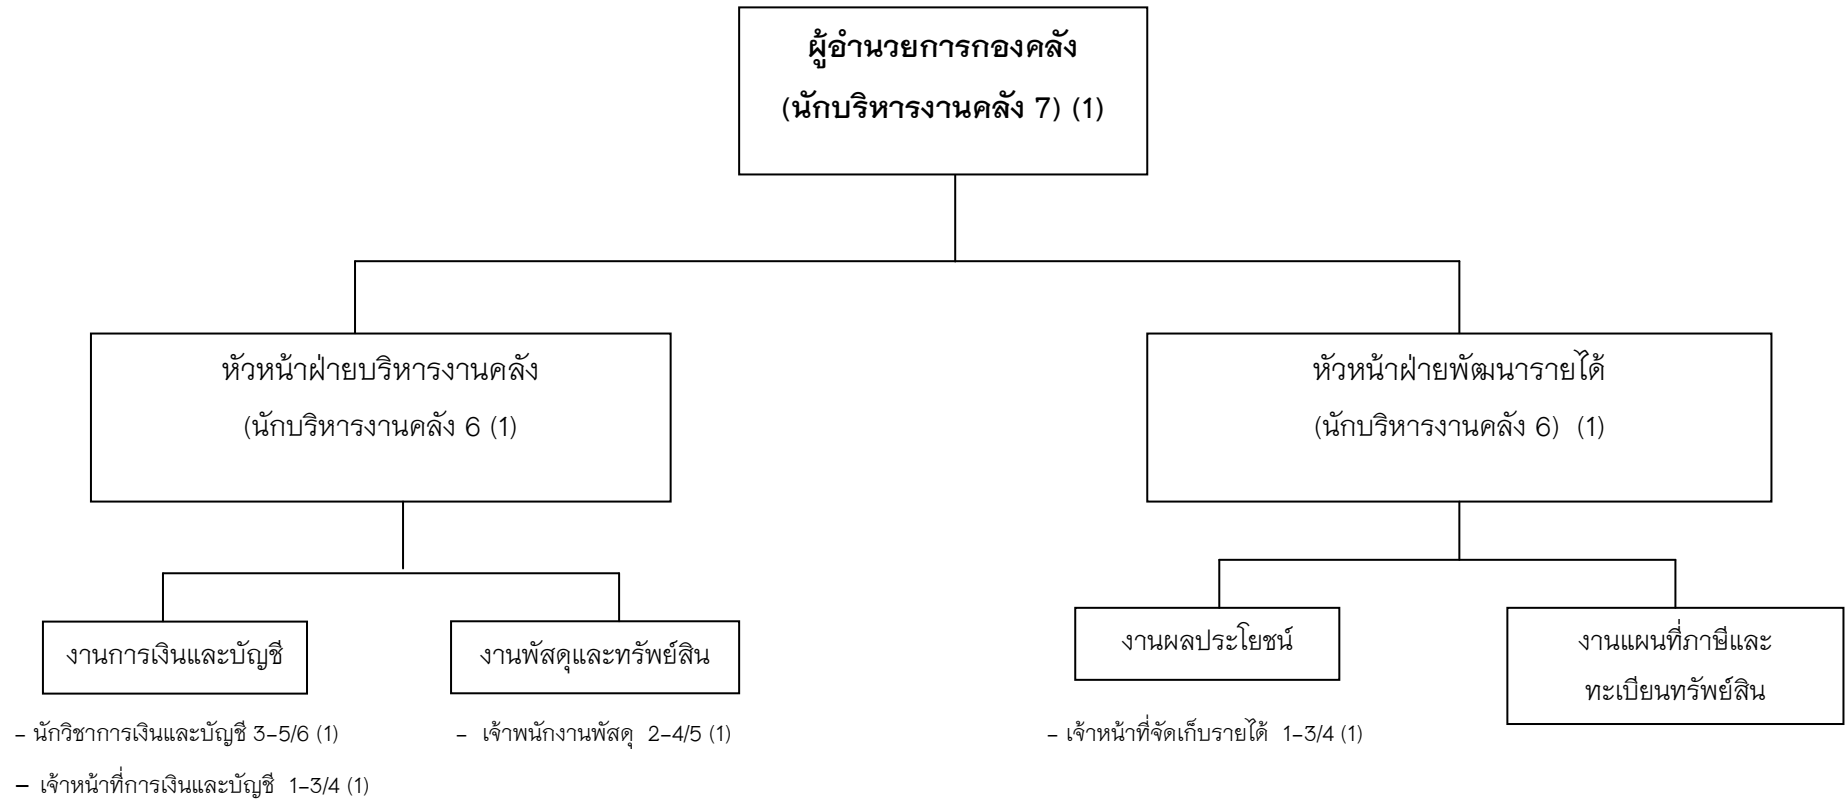 ผู้อำนวยการกองคลัง
(นักบริหารงานคลัง 7) (1)
หัวหน้าฝ่ายบริหารงานคลัง
(นักบริหารงานคลัง 6 (1)
หัวหน้าฝ่ายพัฒนารายได้
(นักบริหารงานคลัง 6) (1)
งานการเงินและบัญชี
งานพัสดุและทรัพย์สิน
งานผลประโยชน์
งานแผนที่ภาษีและ
ทะเบียนทรัพย์สิน
- นักวิชาการเงินและบัญชี 3-5/6 (1)
- เจ้าหน้าที่การเงินและบัญชี 1-3/4 (1)
- เจ้าพนักงานพัสดุ 2-4/5 (1)
- เจ้าหน้าที่จัดเก็บรายได้ 1-3/4 (1)